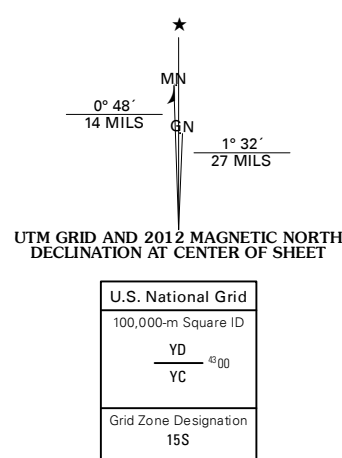 ★
MN
0° 48´
14 MILS
GN
1° 32´
27 MILS
UTM GRID AND 2012 MAGNETIC NORTH
DECLINATION AT CENTER OF SHEET
U.S. National Grid
100,000-m Square ID
YD
4300
YC
Grid Zone Designation
15S